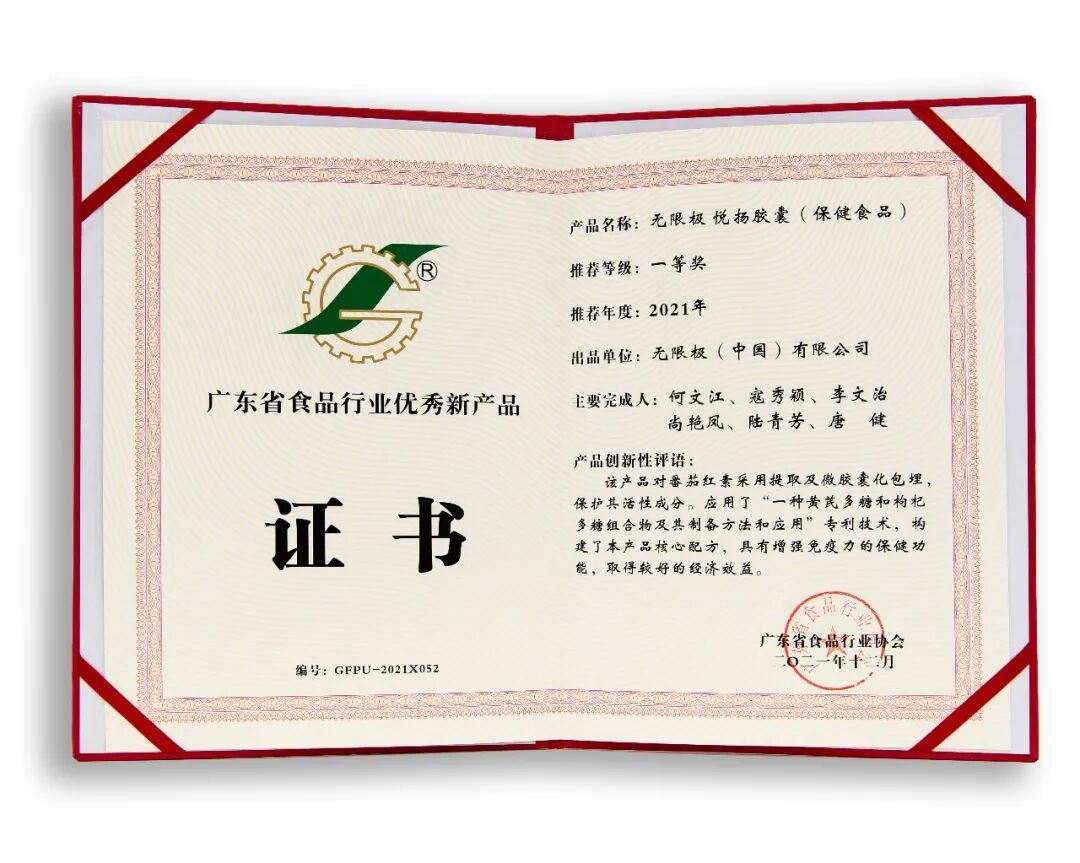 ®
广东省食品行业优秀新产品
证书
编号：GFPU-2021X052
产品名称：无限极 悦扬胶囊（保健食品）
推荐等级：一等奖
推荐年度：2021年
出品单位：无限极（中国）有限公司
主要完成人：何文江、寇秀颖、李文治
尚艳凤、陆青芳、唐 健
产品创新性评语：
该产品对番茄红素采用提取及微胶囊化包埋，
保护其活性成分。应用了“一种黄芪多糖和枸杞
多糖组合物及其制备方法和应用”专利技术，构
建了本产品核心配方，具有增强免疫力的保健功
能，取得较好的经济效益。
广东省食品行业协会
二〇二一年十二月